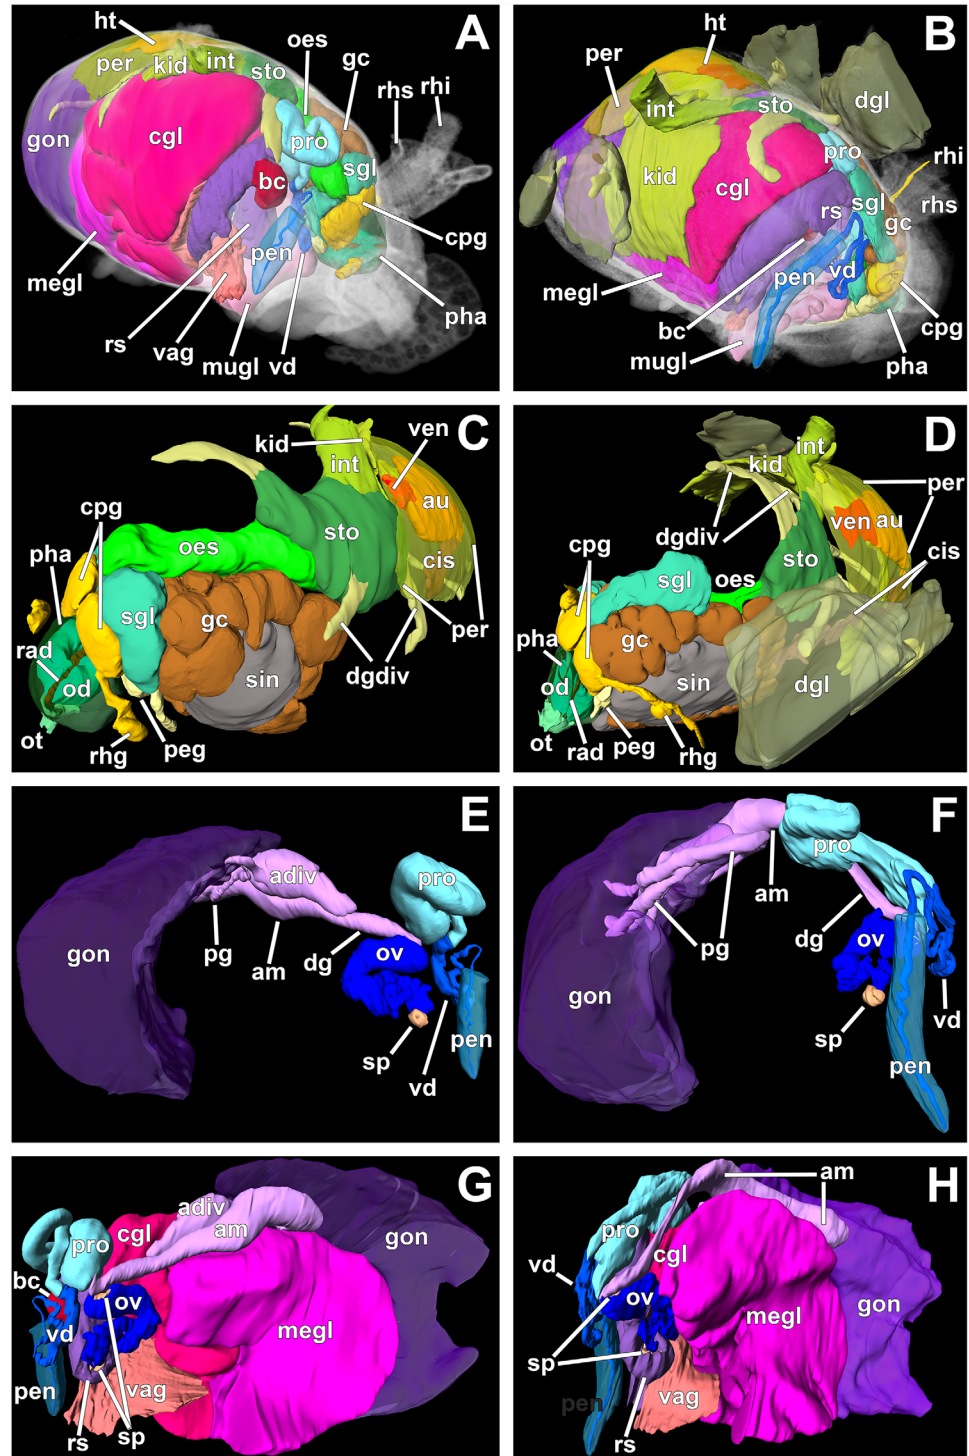 A
ht
oes
gc
rhs
rhi
per
kid
int
sto
gon
cgl
pro
sgl
bc
pen
cpg
megl
rs
vag
mugl
vd
pha
B
ht
per
int
sto
dgl
kid
cgl
pro
rhi
rs
sgl
rhs
gc
pen
vd
megl
bc
mugl
cpg
pha
C
ven
kid
int
au
cpg
oes
sto
pha
cis
sgl
gc
per
rad
od
sin
dgdiv
ot
rhg
peg
D
int
kid
per
ven
au
dgdiv
cis
cpg
sgl
oes
sto
pha
gc
od
sin
dgl
ot
rad
peg
rhg
E
adiv
pro
gon
pg
am
dg
ov
sp
pen
vd
F
pro
am
pg
dg
ov
gon
sp
vd
pen
G
adiv
am
cgl
pro
gon
bc
ov
vd
megl
pen
vag
rs
sp
H
am
pro
cgl
vd
ov
megl
gon
sp
pen
vag
rs